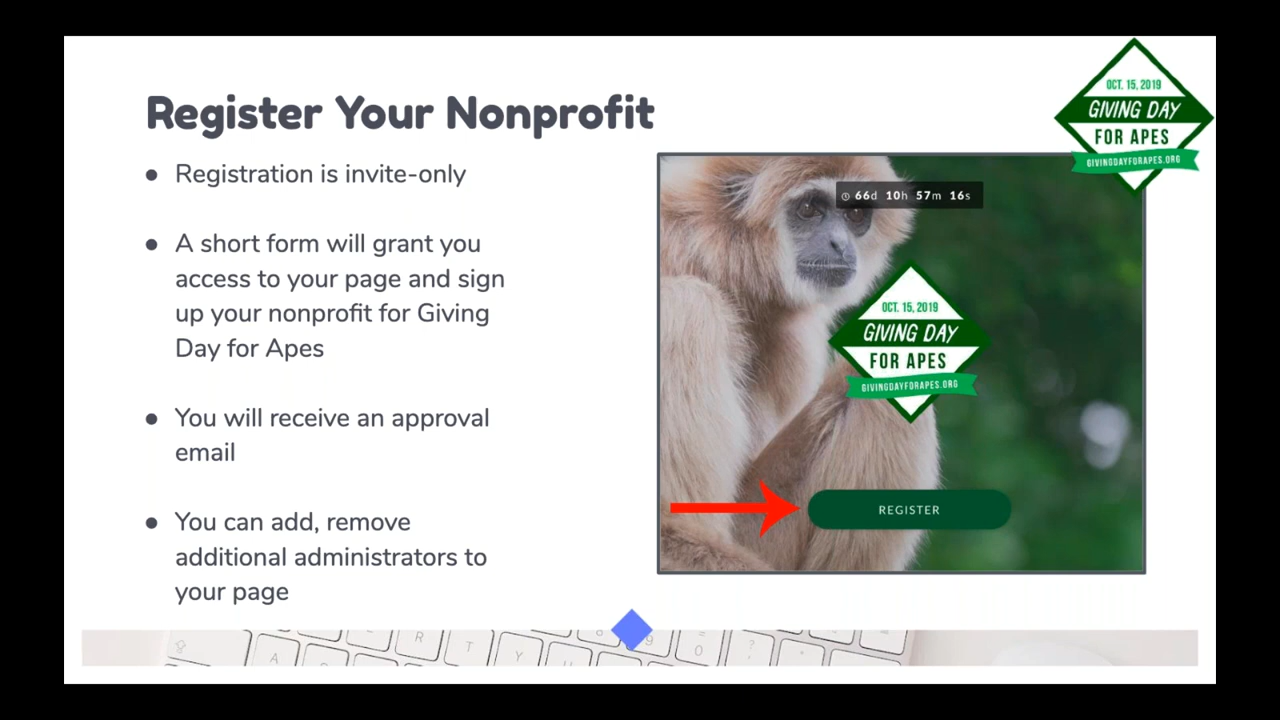 Register Your Nonprofit
Registration is invite-only
A short form will grant you
access to your page and sign
up your nonprofit for Giving
Day for Apes
You will receive an approval
email
You can add, remove
additional administrators to
your page
OCT. 15, 2019
GIVING DAY
FOR APES
GIVINGDAYFORAPES.ORG
66d 10h 57m 16s
OCT. 15, 2019
GIVING DAY
FOR APES
GIVINGDAYFORAPES.ORG
REGISTER
R T 9 0 ?
A Y U